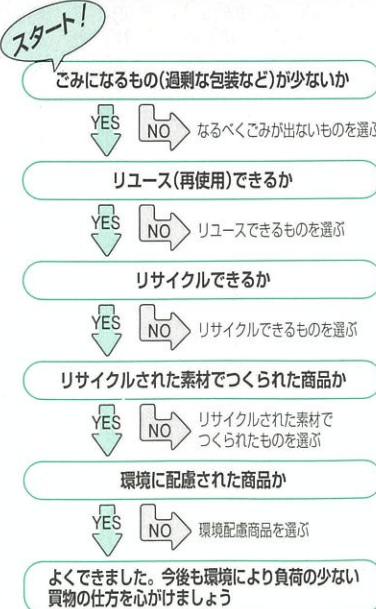 スタート!
ごみになるもの(過剰な包装など)が少ないか
YES
NO
なるべくごみが出ないものを選ぶ
リユース(再使用)できるか
YES
NO
リユースできるものを選ぶ
リサイクルできるか
YES
NO
リサイクルできるものを選ぶ
リサイクルされた素材でつくられた商品か
YES
NO
リサイクルされた素材で
つくられたものを選ぶ
環境に配慮された商品か
YES
NO
環境配慮商品を選ぶ
よくできました。今後も環境により負荷の少ない
買物の仕方を心がけましょう